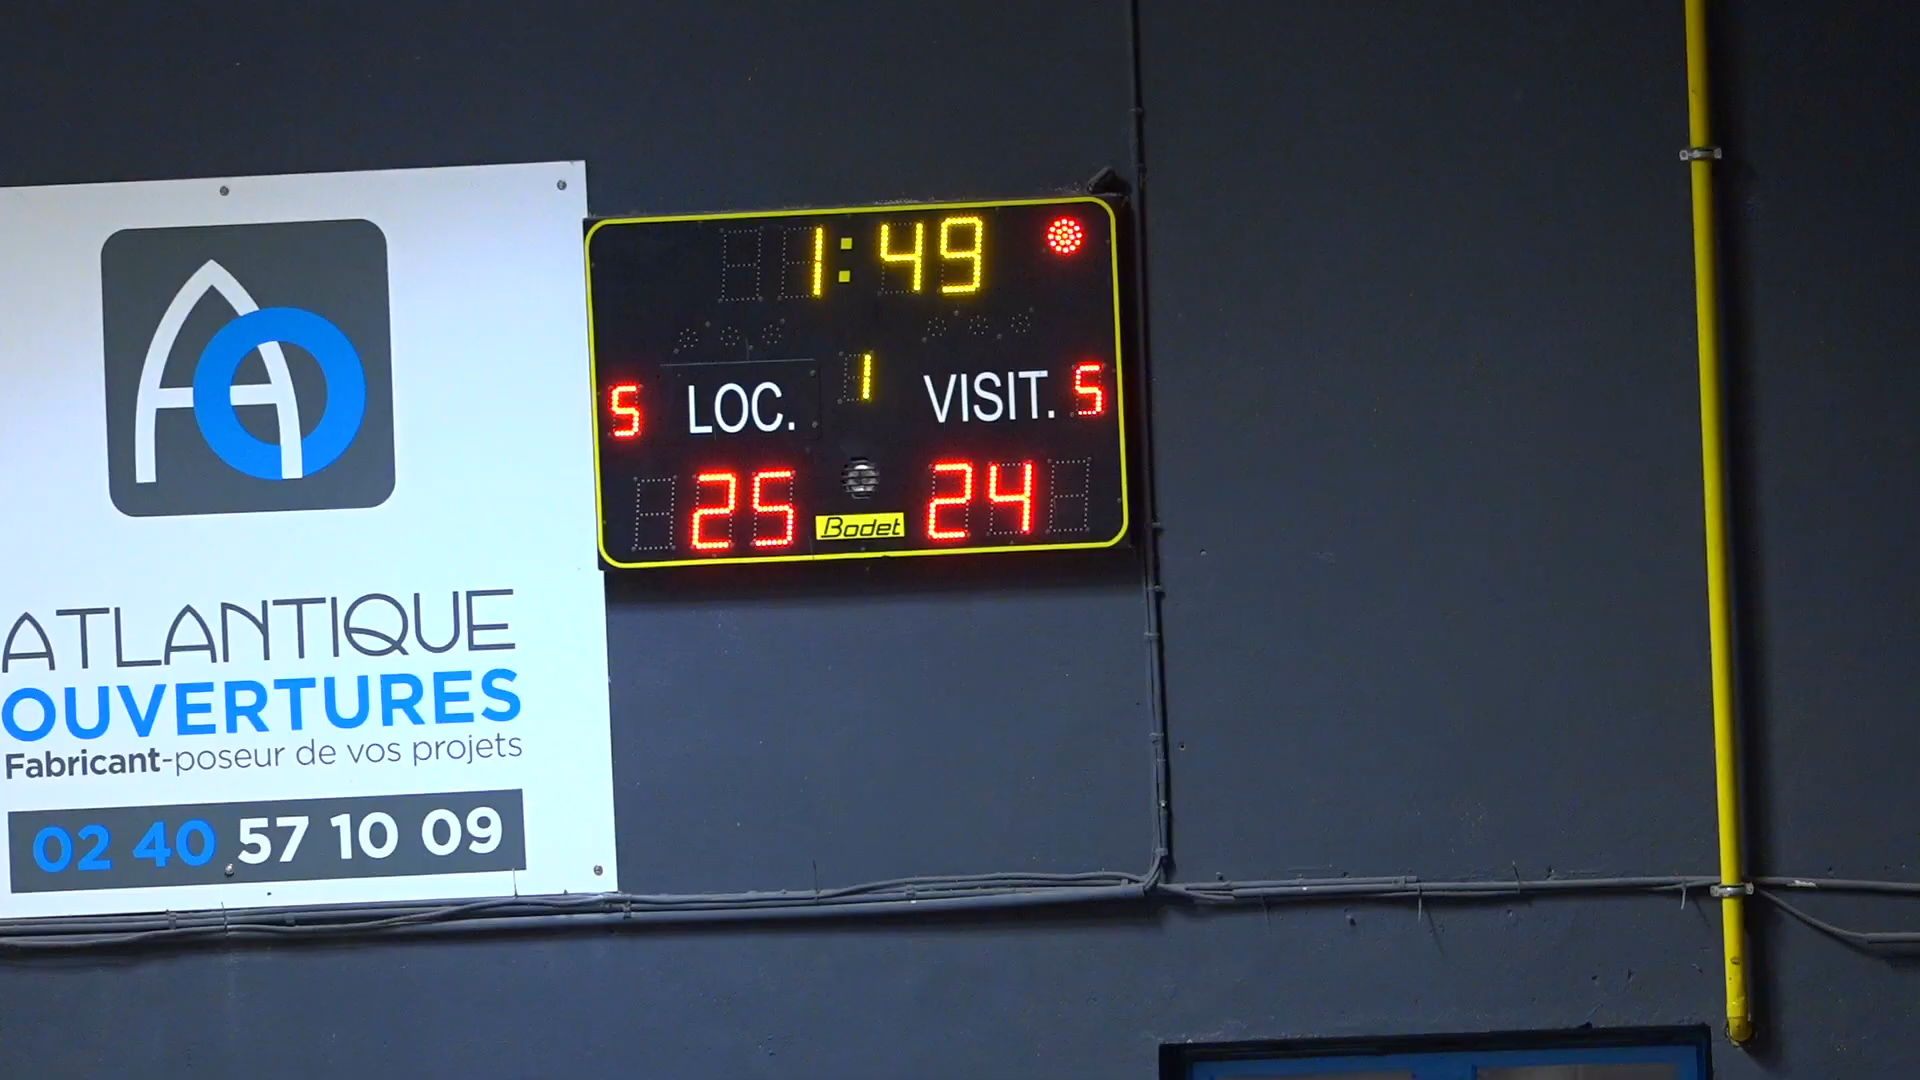 1:49
1
5 LOC. VISIT. 5
25 24
Bodet
AO
ATLANTIQUE
OUVERTURES
Fabricant-poseur de vos projets
02 40 57 10 09